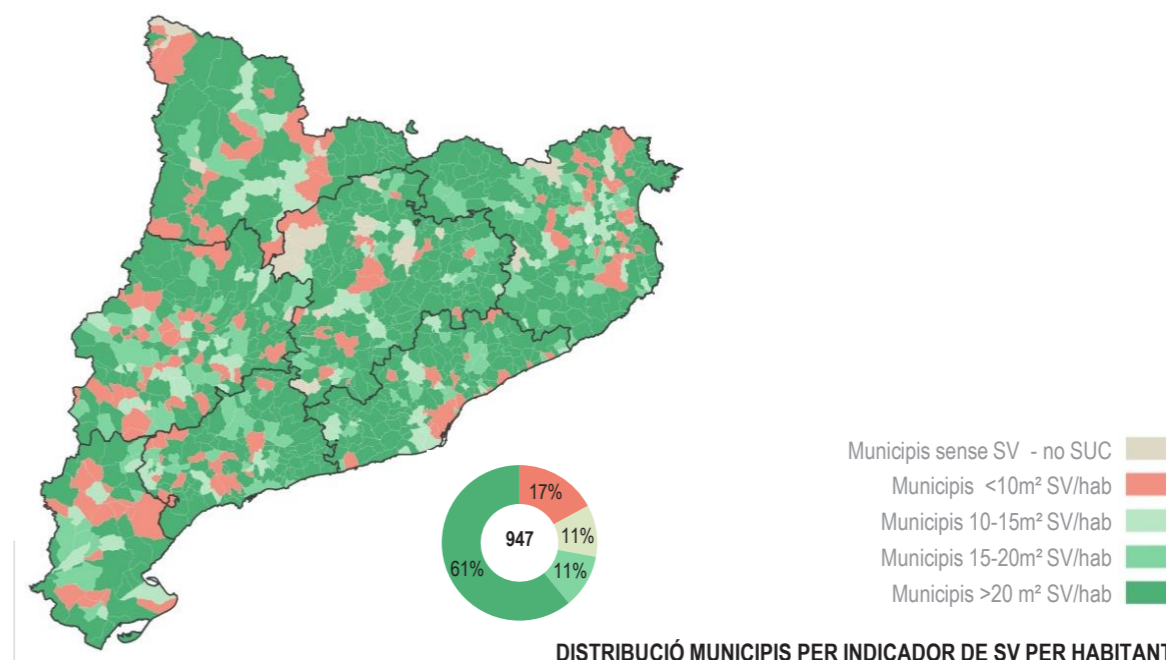 17%
11%
947
61%
11%
Municipis sense SV - no SUC
Municipis <10m² SV/hab
Municipis 10-15m² SV/hab
Municipis 15-20m² SV/hab
Municipis >20 m² SV/hab
DISTRIBUCIÓ MUNICIPIS PER INDICADOR DE SV PER HABITANT